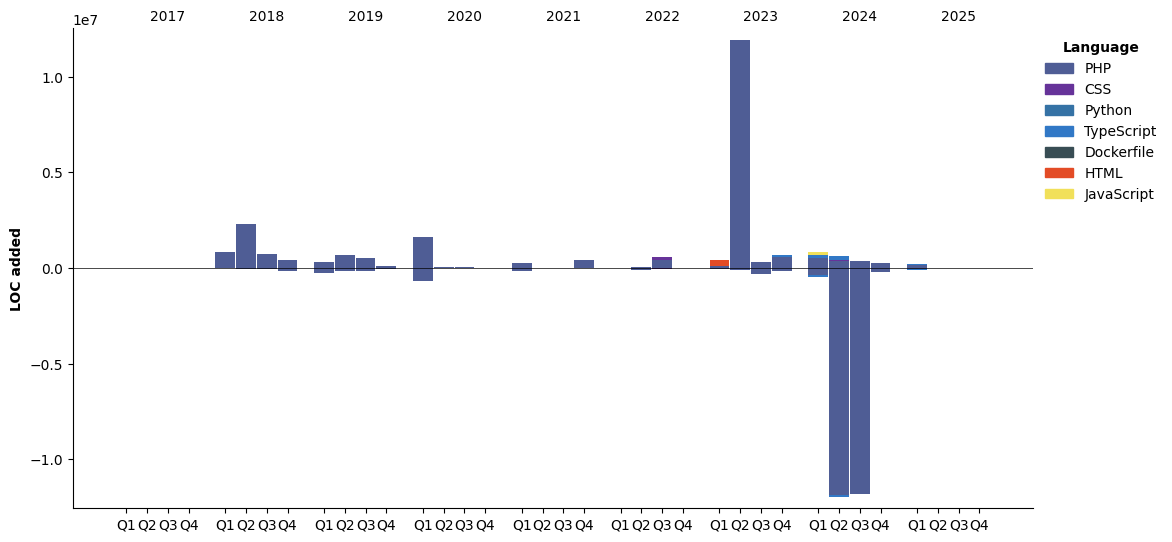 2017 2018 2019 2020 2021 2022 2023 2024 2025
1e7
Language
PHP
CSS
Python
TypeScript
Dockerfile
HTML
JavaScript
1.0
0.5
0.0
−0.5
−1.0
LOC added
Q1 Q2 Q3 Q4 Q1 Q2 Q3 Q4 Q1 Q2 Q3 Q4 Q1 Q2 Q3 Q4 Q1 Q2 Q3 Q4 Q1 Q2 Q3 Q4 Q1 Q2 Q3 Q4 Q1 Q2 Q3 Q4 Q1 Q2 Q3 Q4